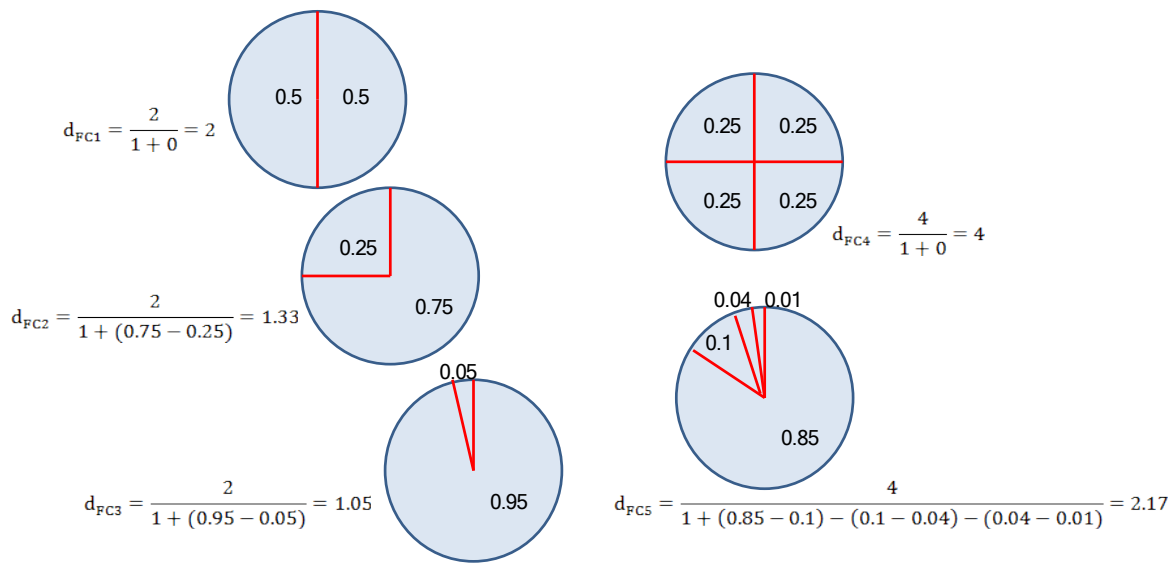 0.5 0.5
d_FC1 = 2 / (1 + 0) = 2
0.25
0.75
d_FC2 = 2 / (1 + (0.75 − 0.25)) = 1.33
0.05
0.95
d_FC3 = 2 / (1 + (0.95 − 0.05)) = 1.05
0.25 0.25
0.25 0.25
d_FC4 = 4 / (1 + 0) = 4
0.04 0.01
0.1
0.85
d_FC5 = 4 / (1 + (0.85 − 0.1) − (0.1 − 0.04) − (0.04 − 0.01)) = 2.17